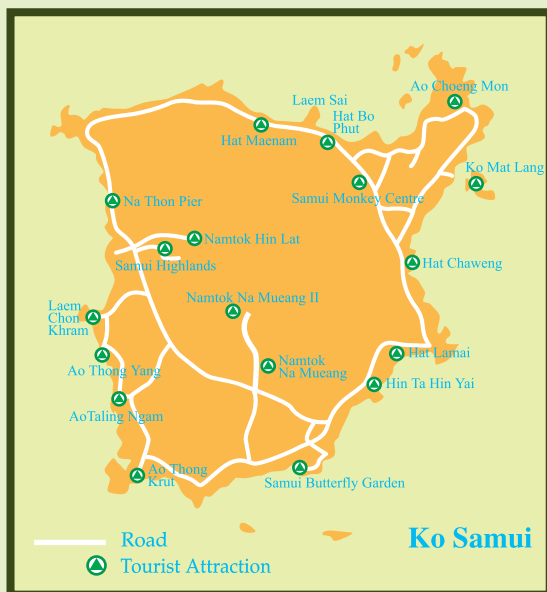 Ao Choeng Mon
Laem Sai
Hat Bo
Phut
Hat Maenam
Ko Mat Lang
Samui Monkey Centre
Na Thon Pier
Namtok Hin Lat
Samui Highlands
Hat Chaweng
Namtok Na Mueang II
Laem
Chon
Khram
Hat Lamai
Namtok
Na Mueang
Ao Thong Yang
Hin Ta Hin Yai
AoTaling Ngam
Ao Thong
Krut
Samui Butterfly Garden
Road
Tourist Attraction
Ko Samui